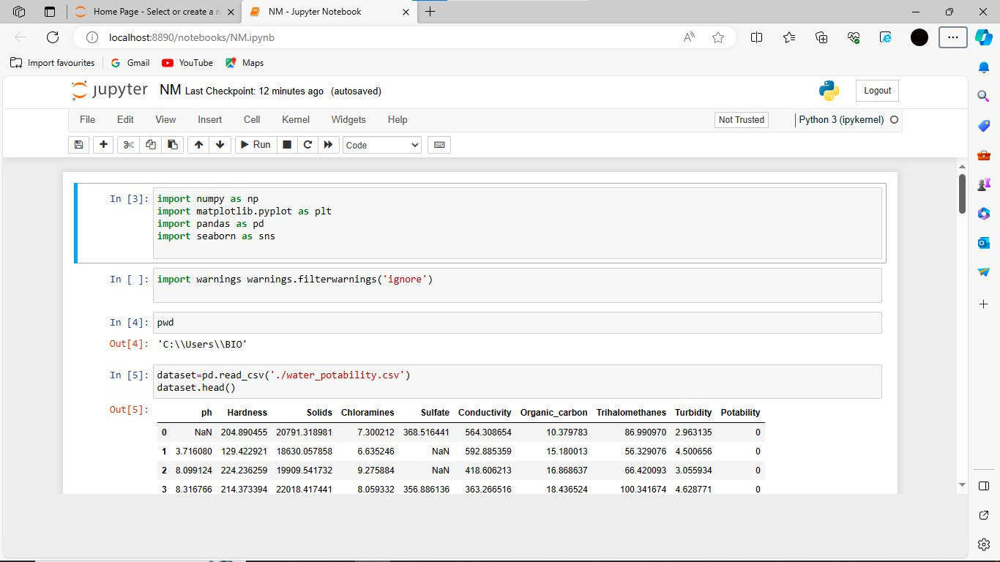 Home Page - Select or create a n
NM - Jupyter Notebook
localhost:8890/notebooks/NM.ipynb
Import favourites
Gmail
YouTube
Maps
jupyter NM Last Checkpoint: 12 minutes ago (autosaved)
Logout
File Edit View Insert Cell Kernel Widgets Help
Not Trusted
Python 3 (ipykernel)
Run
Code
In [3]: import numpy as np
import matplotlib.pyplot as plt
import pandas as pd
import seaborn as sns
In [ ]: import warnings warnings.filterwarnings('ignore')
In [4]: pwd
Out[4]: 'C:\\Users\\BIO'
In [5]: dataset=pd.read_csv('./water_potability.csv')
dataset.head()
Out[5]:
ph Hardness Solids Chloramines Sulfate Conductivity Organic_carbon Trihalomethanes Turbidity Potability
0 NaN 204.890455 20791.318981 7.300212 368.516441 564.308654 10.379783 86.990970 2.963135 0
1 3.716080 129.422921 18630.057858 6.635246 NaN 592.885359 15.180013 56.329076 4.500656 0
2 8.099124 224.236259 19909.541732 9.275884 NaN 418.606213 16.868637 66.420093 3.055934 0
3 8.316766 214.373394 22018.417441 8.059332 356.886136 363.266516 18.436524 100.341674 4.628771 0